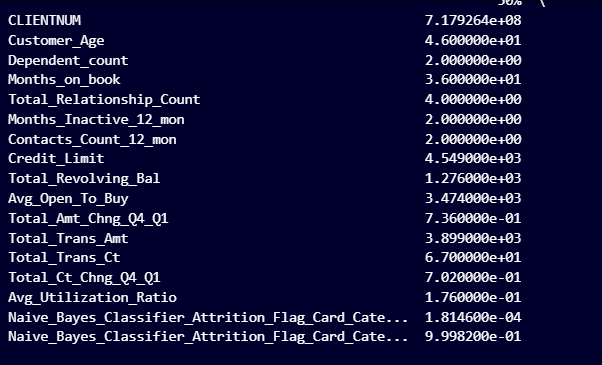 50% \
CLIENTNUM 7.179264e+08
Customer_Age 4.600000e+01
Dependent_count 2.000000e+00
Months_on_book 3.600000e+01
Total_Relationship_Count 4.000000e+00
Months_Inactive_12_mon 2.000000e+00
Contacts_Count_12_mon 2.000000e+00
Credit_Limit 4.549000e+03
Total_Revolving_Bal 1.276000e+03
Avg_Open_To_Buy 3.474000e+03
Total_Amt_Chng_Q4_Q1 7.360000e-01
Total_Trans_Amt 3.899000e+03
Total_Trans_Ct 6.700000e+01
Total_Ct_Chng_Q4_Q1 7.020000e-01
Avg_Utilization_Ratio 1.760000e-01
Naive_Bayes_Classifier_Attrition_Flag_Card_Cate... 1.814600e-04
Naive_Bayes_Classifier_Attrition_Flag_Card_Cate... 9.998200e-01